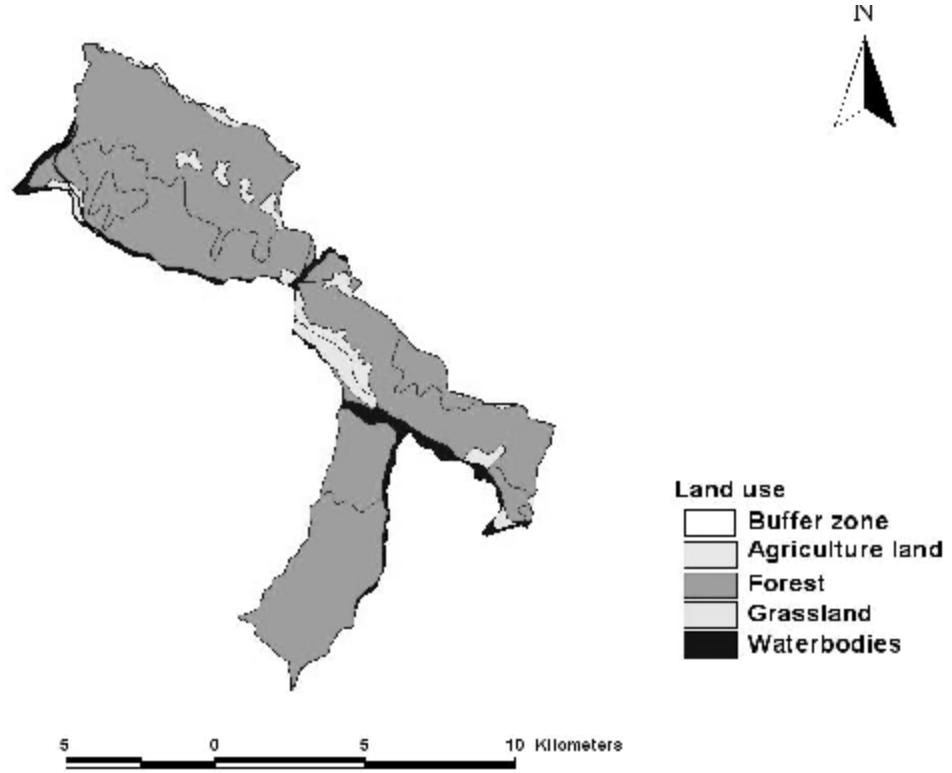 N
Land use
Buffer zone
Agriculture land
Forest
Grassland
Waterbodies
5 0 5 10 Kilometers